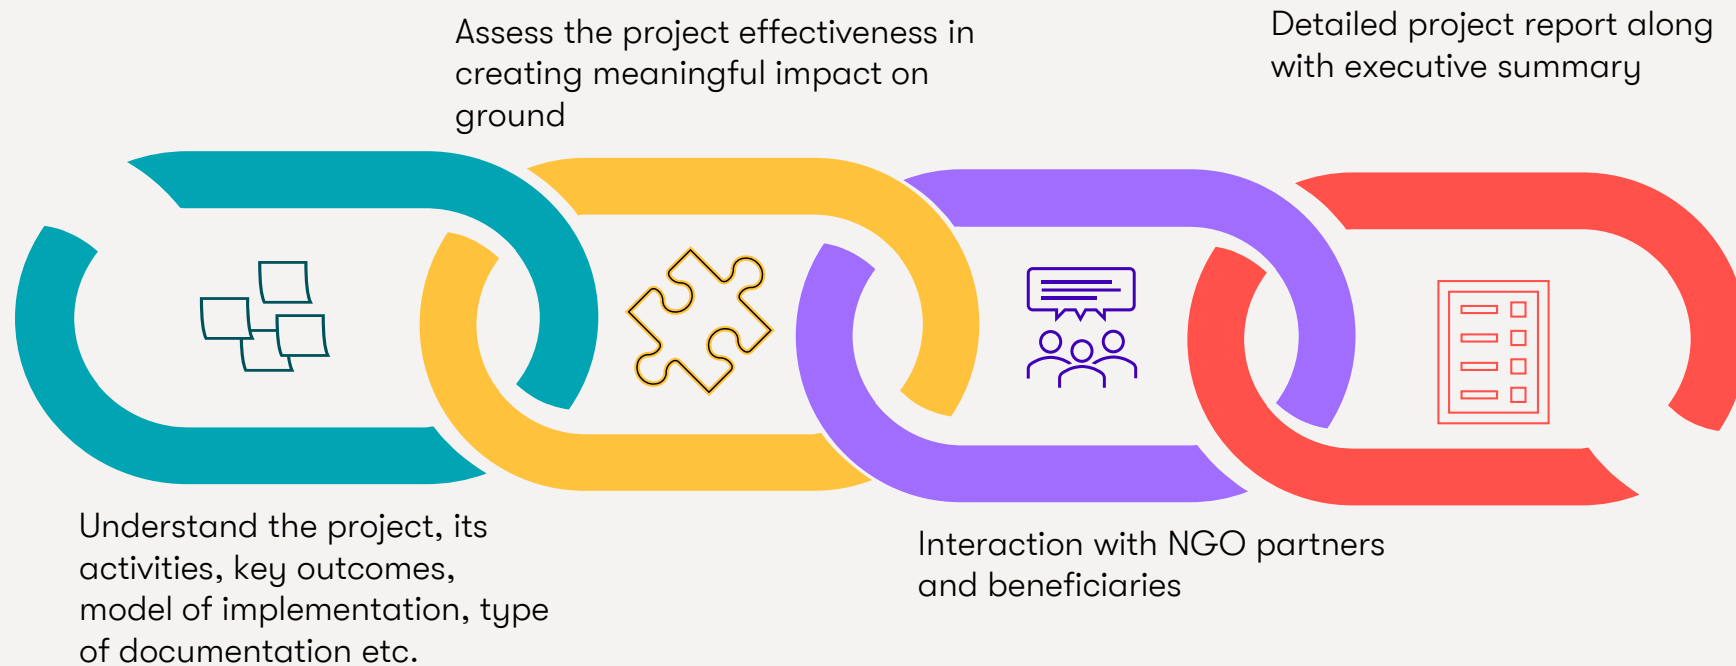 Assess the project effectiveness in
creating meaningful impact on
ground
Detailed project report along
with executive summary
Understand the project, its
activities, key outcomes,
model of implementation, type
of documentation etc.
Interaction with NGO partners
and beneficiaries